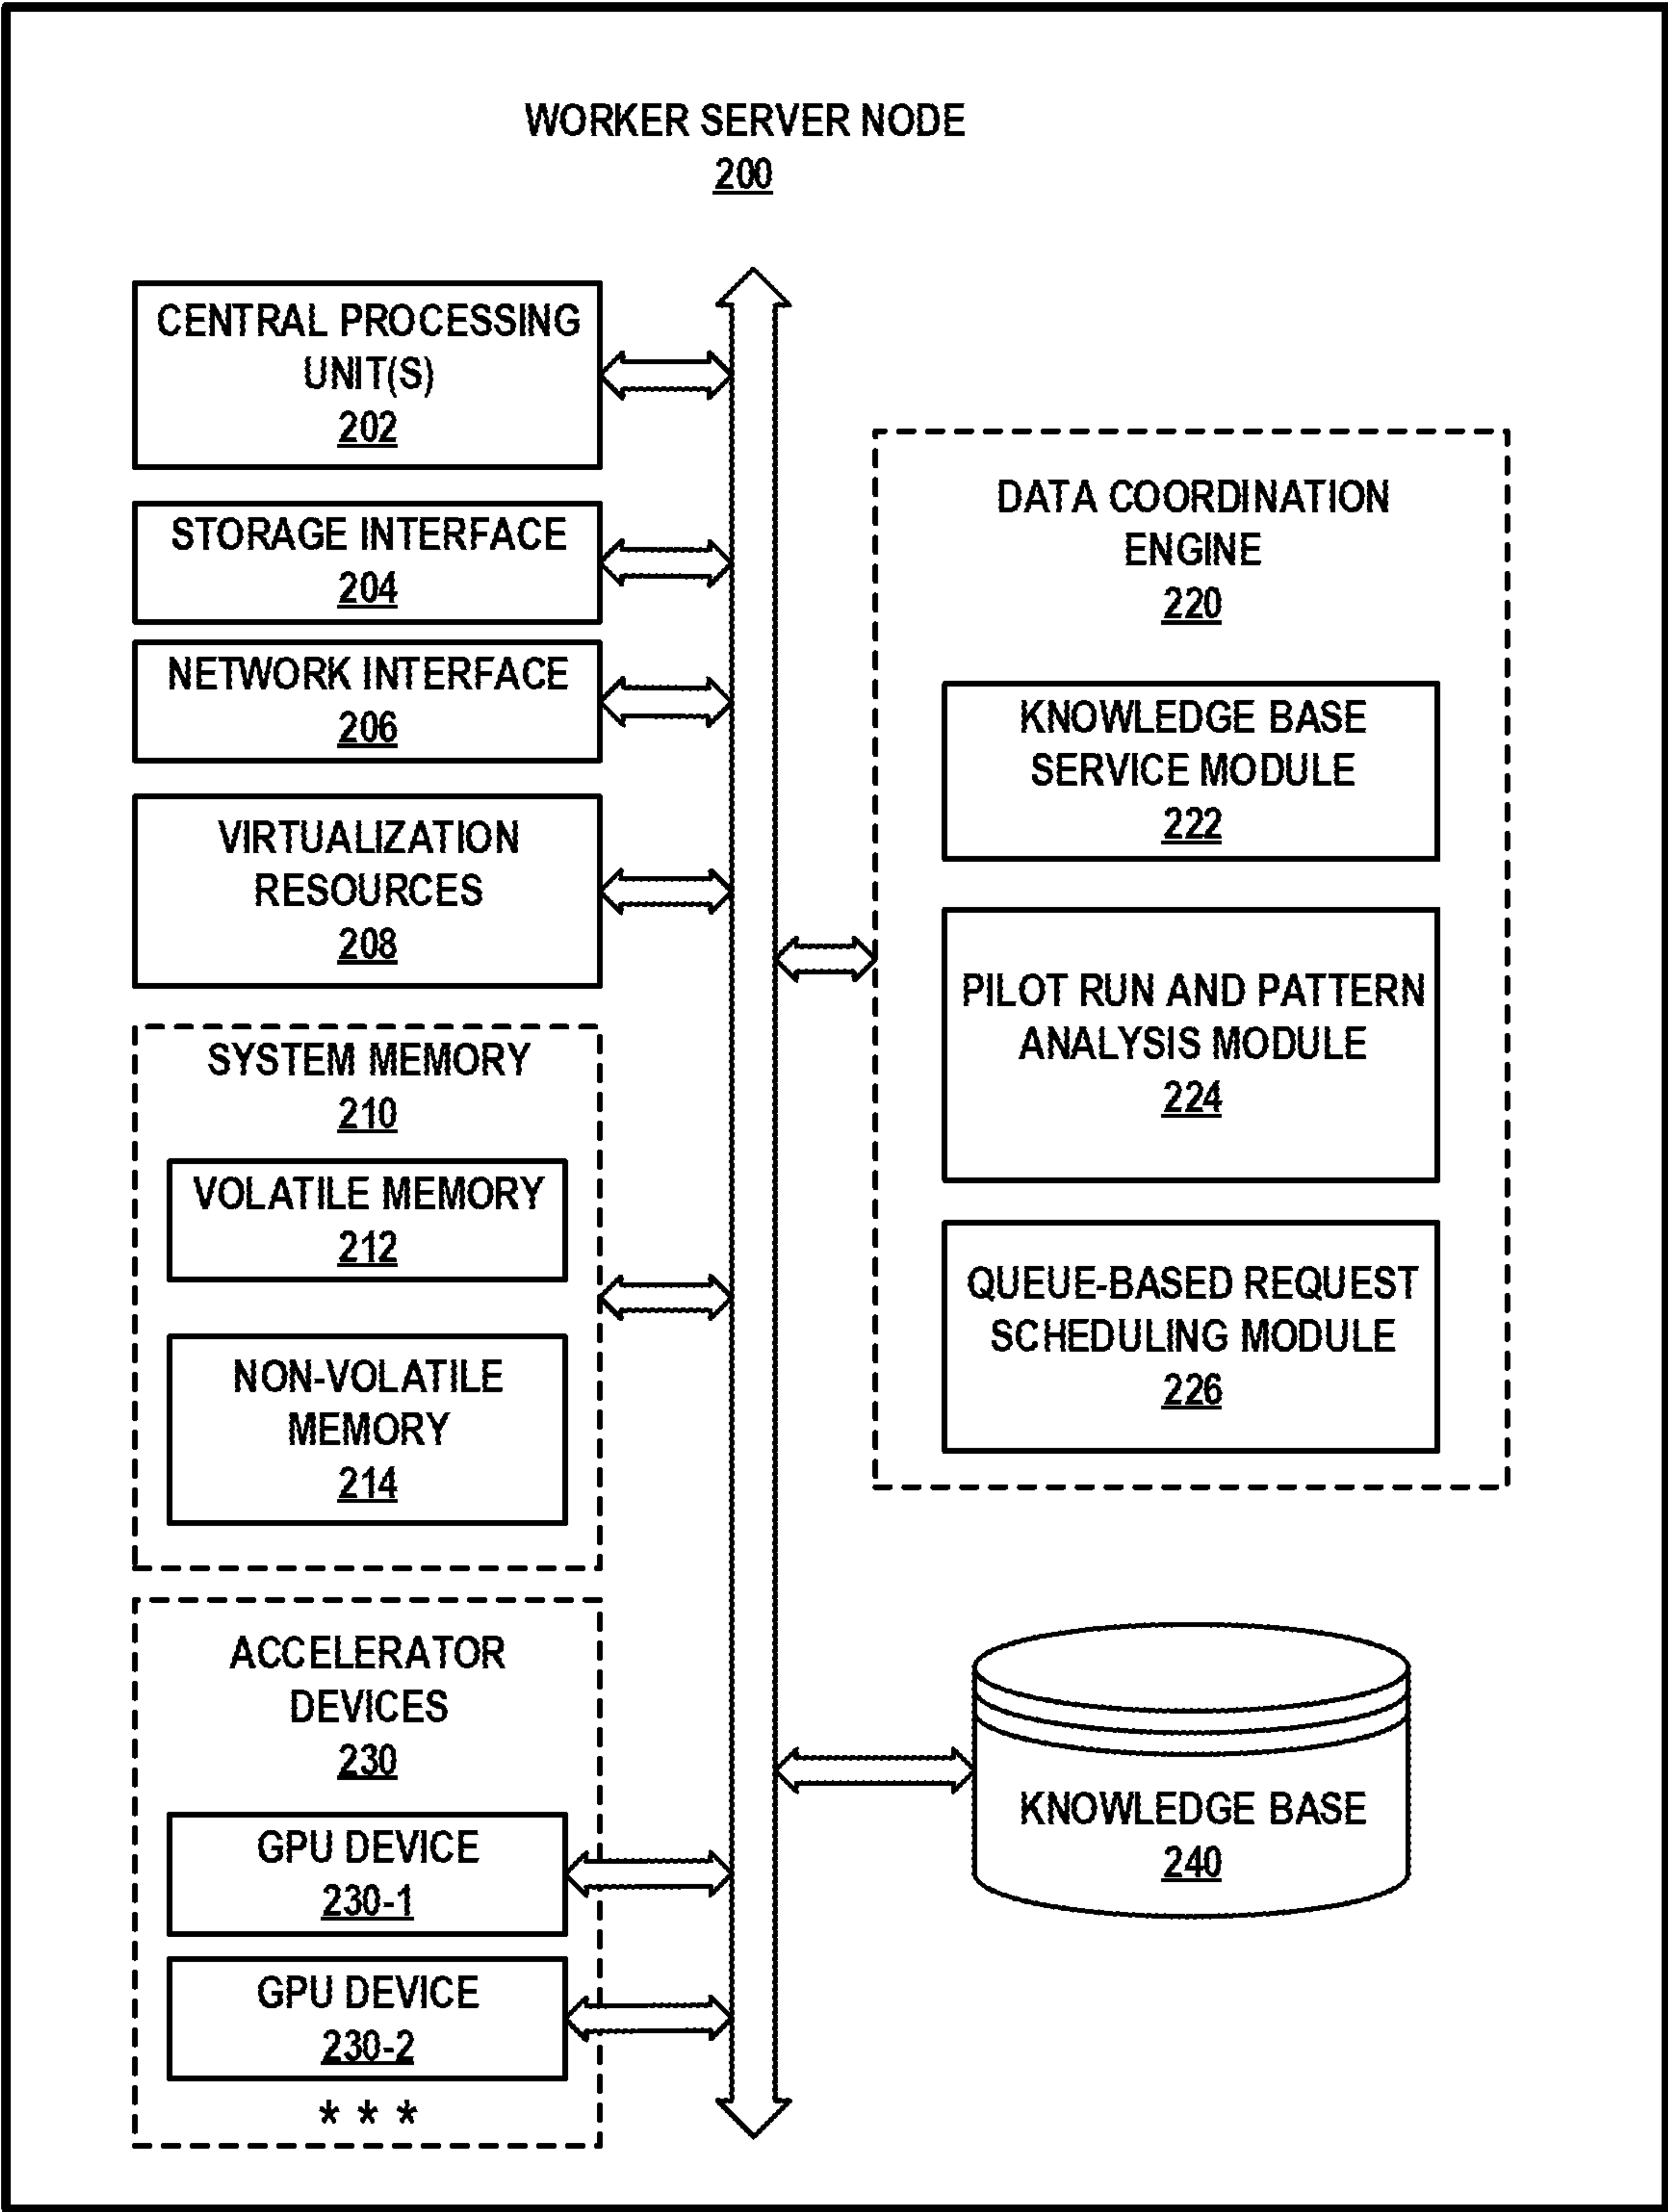 WORKER SERVER NODE
200
CENTRAL PROCESSING
UNIT(S)
202
STORAGE INTERFACE
204
NETWORK INTERFACE
206
VIRTUALIZATION
RESOURCES
208
SYSTEM MEMORY
210
VOLATILE MEMORY
212
NON-VOLATILE
MEMORY
214
ACCELERATOR
DEVICES
230
GPU DEVICE
230-1
GPU DEVICE
230-2
* * *
DATA COORDINATION
ENGINE
220
KNOWLEDGE BASE
SERVICE MODULE
222
PILOT RUN AND PATTERN
ANALYSIS MODULE
224
QUEUE-BASED REQUEST
SCHEDULING MODULE
226
KNOWLEDGE BASE
240